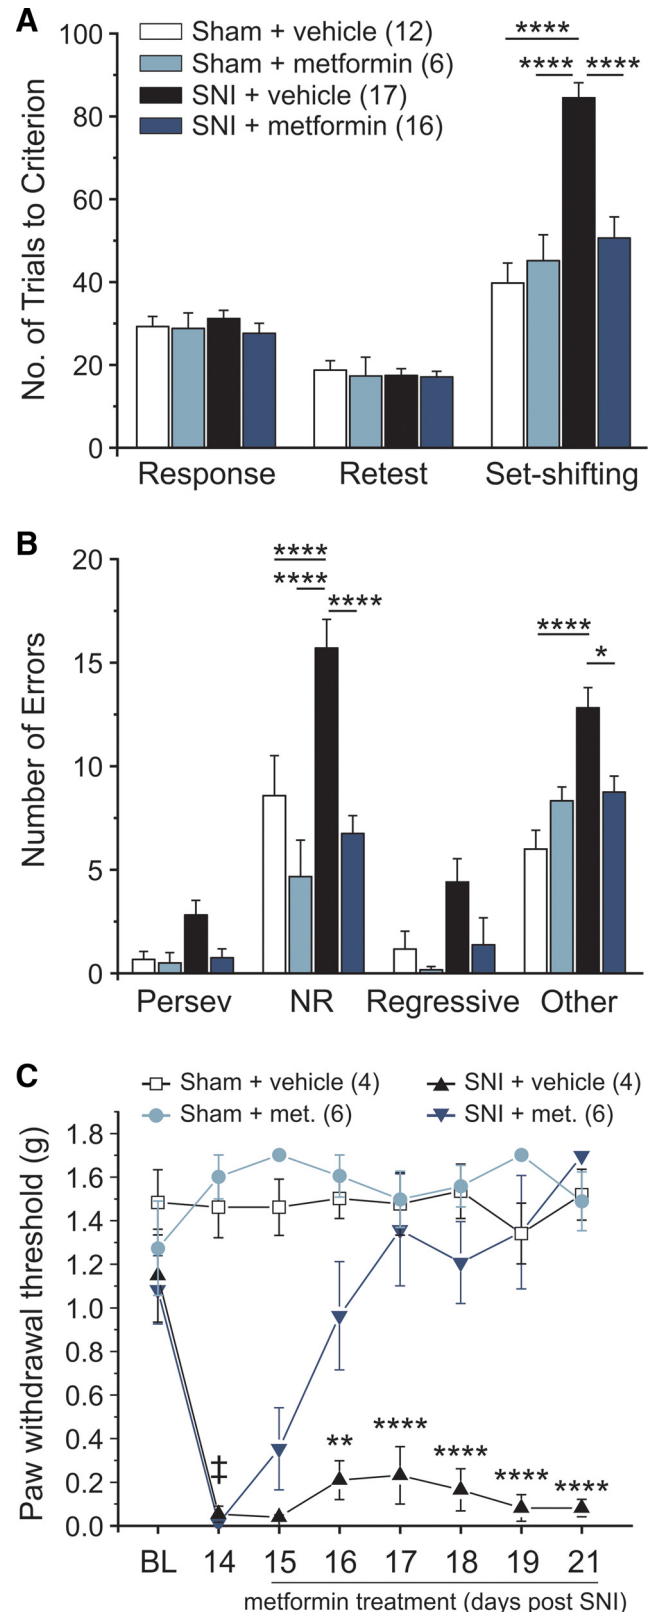 A
Sham + vehicle (12)
Sham + metformin (6)
SNI + vehicle (17)
SNI + metformin (16)
****
**** ****
No. of Trials to Criterion
100
80
60
40
20
0
Response Retest Set-shifting
B
****
****
****
****
*
Number of Errors
20
15
10
5
0
Persev NR Regressive Other
C
Sham + vehicle (4) SNI + vehicle (4)
Sham + met. (6) SNI + met. (6)
Paw withdrawal threshold (g)
1.8
1.6
1.4
1.2
1.0
0.8
0.6
0.4
0.2
0.0
‡
** **** **** **** ****
BL 14 15 16 17 18 19 21
metformin treatment (days post SNI)